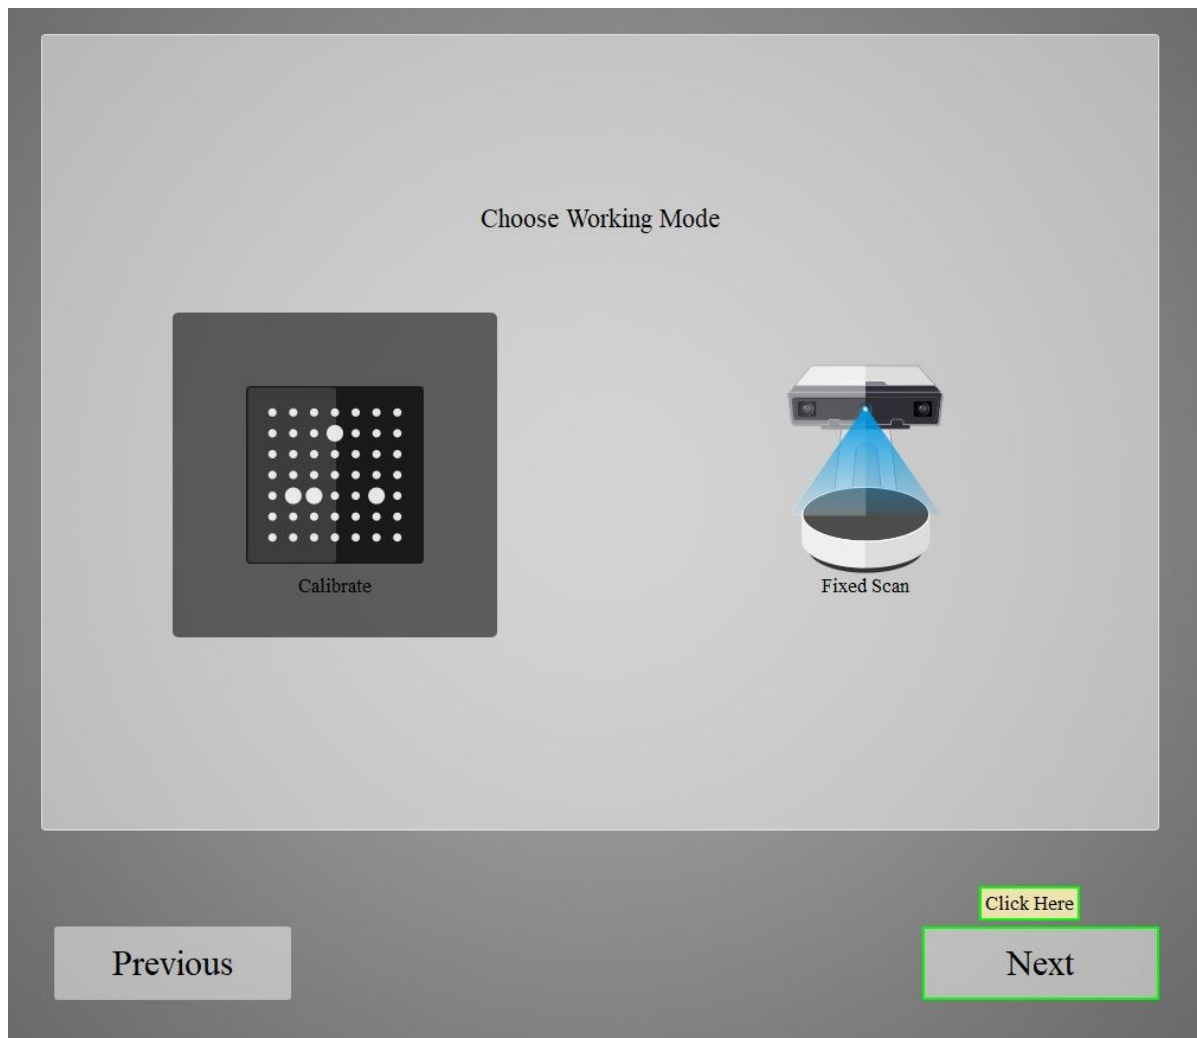 Choose Working Mode
Calibrate
Fixed Scan
Click Here
Previous
Next